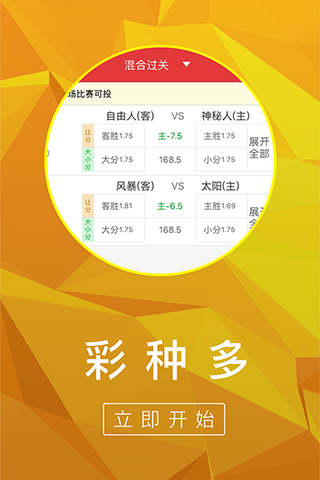 混合过关
场比赛可投
自由人(客) VS 神秘人(主)
让分 客胜1.75 主-7.5 主胜1.75 展开全部
大小分 大分1.75 168.5 小分1.75
风暴(客) VS 太阳(主)
让分 客胜1.81 主-6.5 主胜1.69
大小分 大分1.75 168.5 小分1.75
彩种多
立即开始